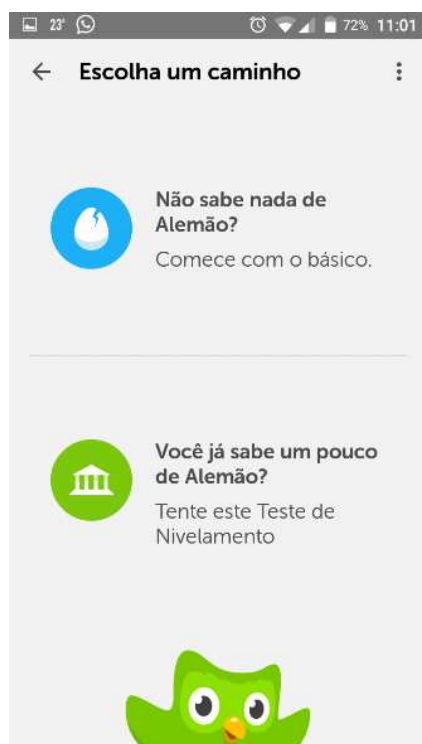 23° 72% 11:01
Escolha um caminho
Não sabe nada de
Alemão?
Comece com o básico.
Você já sabe um pouco
de Alemão?
Tente este Teste de
Nivelamento